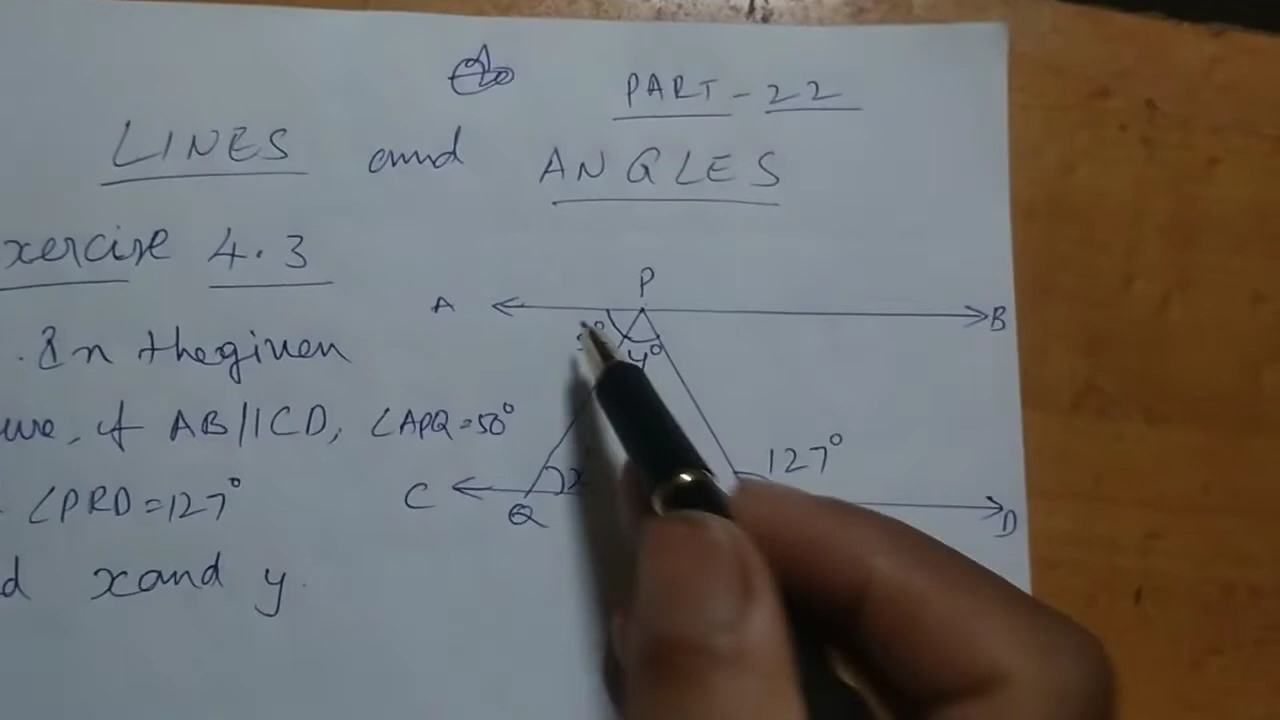 PART-22
LINES and ANGLES
xercise 4.3
. In the given
ure, if AB//CD, ∠APQ=50°
∠PRD=127°
d x and y.
P
A
B
y°
127°
C
Q
x
D